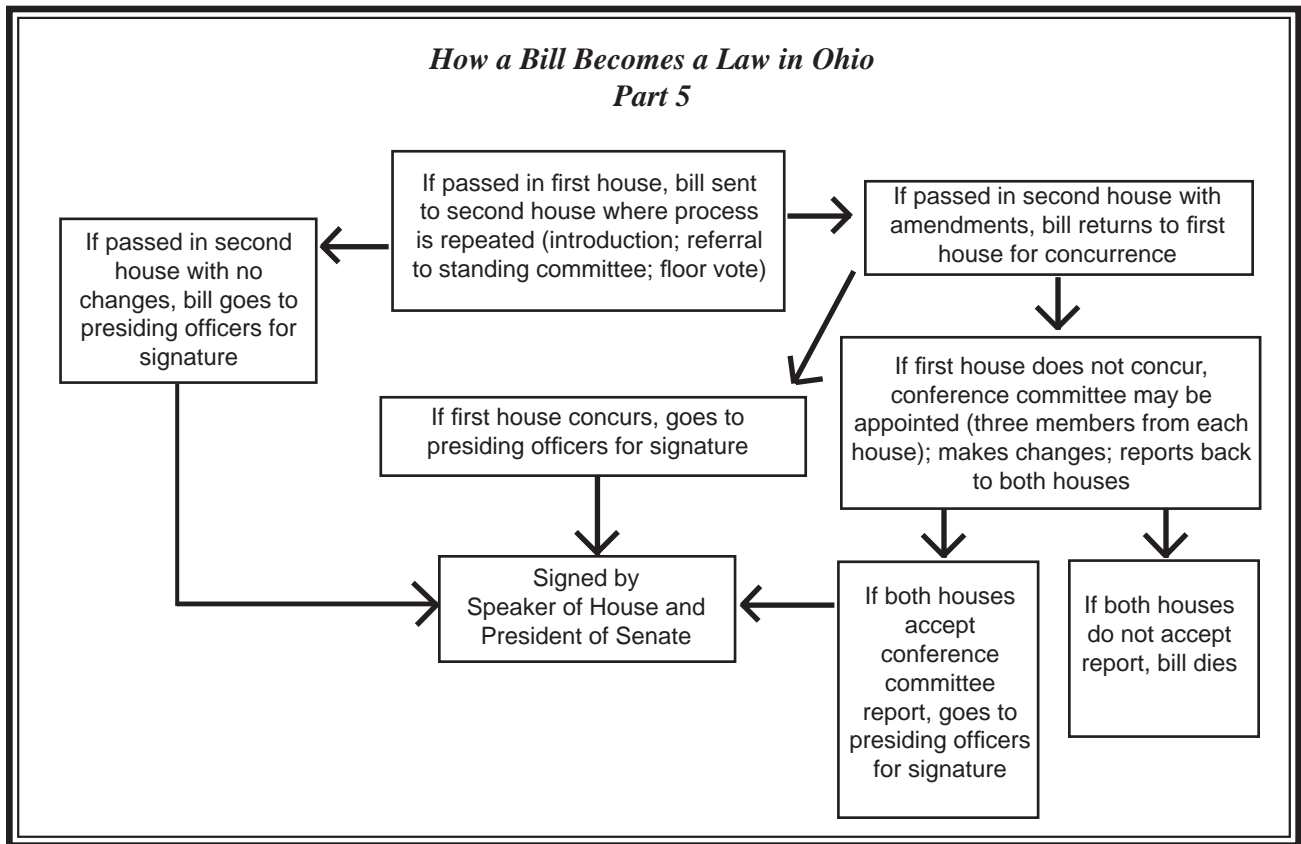 How a Bill Becomes a Law in Ohio
Part 5
If passed in first house, bill sent
to second house where process
is repeated (introduction; referral
to standing committee; floor vote)
If passed in second house with
amendments, bill returns to first
house for concurrence
If passed in second
house with no
changes, bill goes to
presiding officers for
signature
If first house does not concur,
conference committee may be
appointed (three members from each
house); makes changes; reports back
to both houses
If first house concurs, goes to
presiding officers for signature
Signed by
Speaker of House and
President of Senate
If both houses
accept
conference
committee
report, goes to
presiding officers
for signature
If both houses
do not accept
report, bill dies